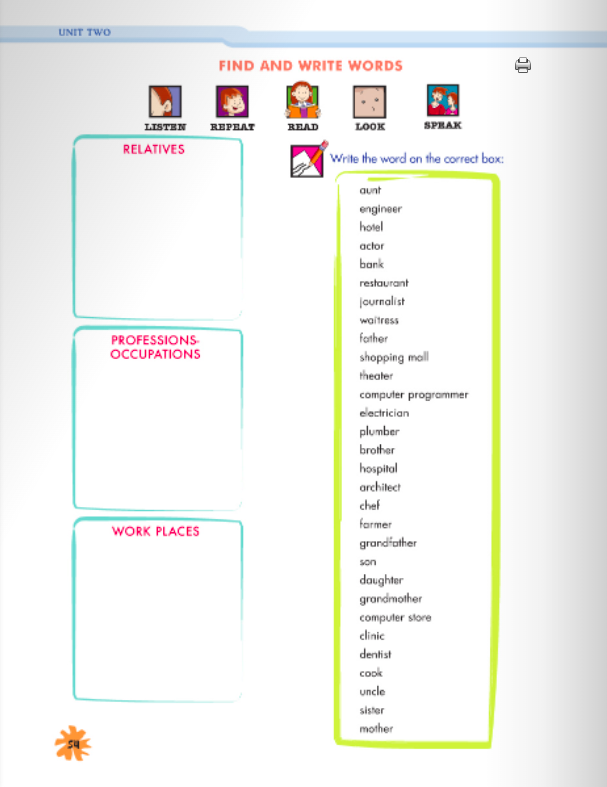 UNIT TWO
FIND AND WRITE WORDS
LISTEN REPEAT READ LOOK SPEAK
RELATIVES
PROFESSIONS-
OCCUPATIONS
WORK PLACES
Write the word on the correct box:
aunt
engineer
hotel
actor
bank
restaurant
journalist
waitress
father
shopping mall
theater
computer programmer
electrician
plumber
brother
hospital
architect
chef
farmer
grandfather
son
daughter
grandmother
computer store
clinic
dentist
cook
uncle
sister
mother
54